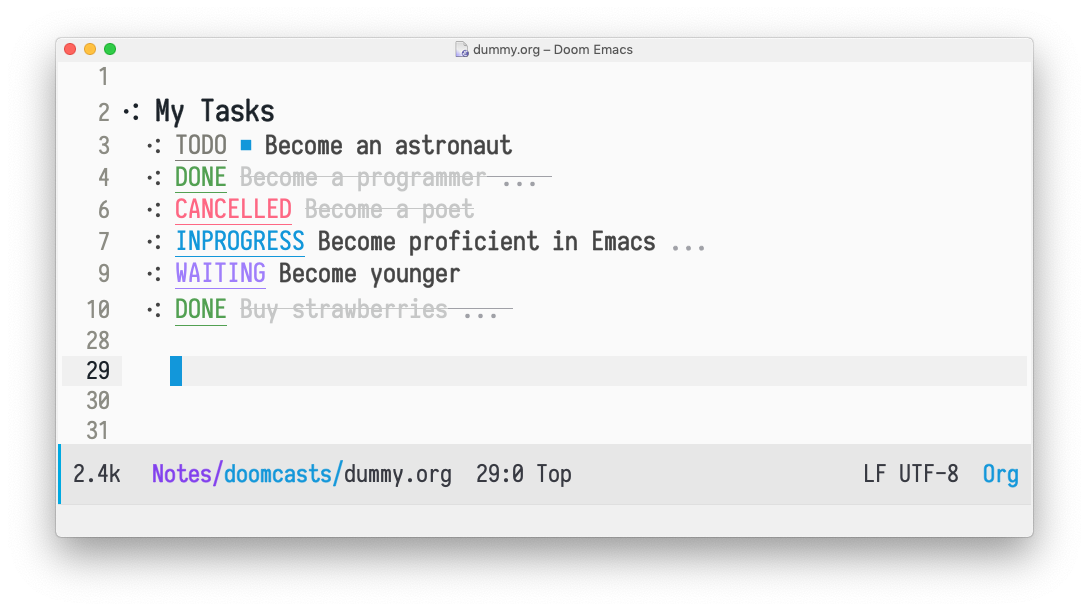 dummy.org – Doom Emacs
1
2 My Tasks
3 TODO Become an astronaut
4 DONE Become a programmer ...
6 CANCELLED Become a poet
7 INPROGRESS Become proficient in Emacs ...
9 WAITING Become younger
10 DONE Buy strawberries ...
28
29
30
31
2.4k Notes/doomcasts/dummy.org 29:0 Top LF UTF-8 Org